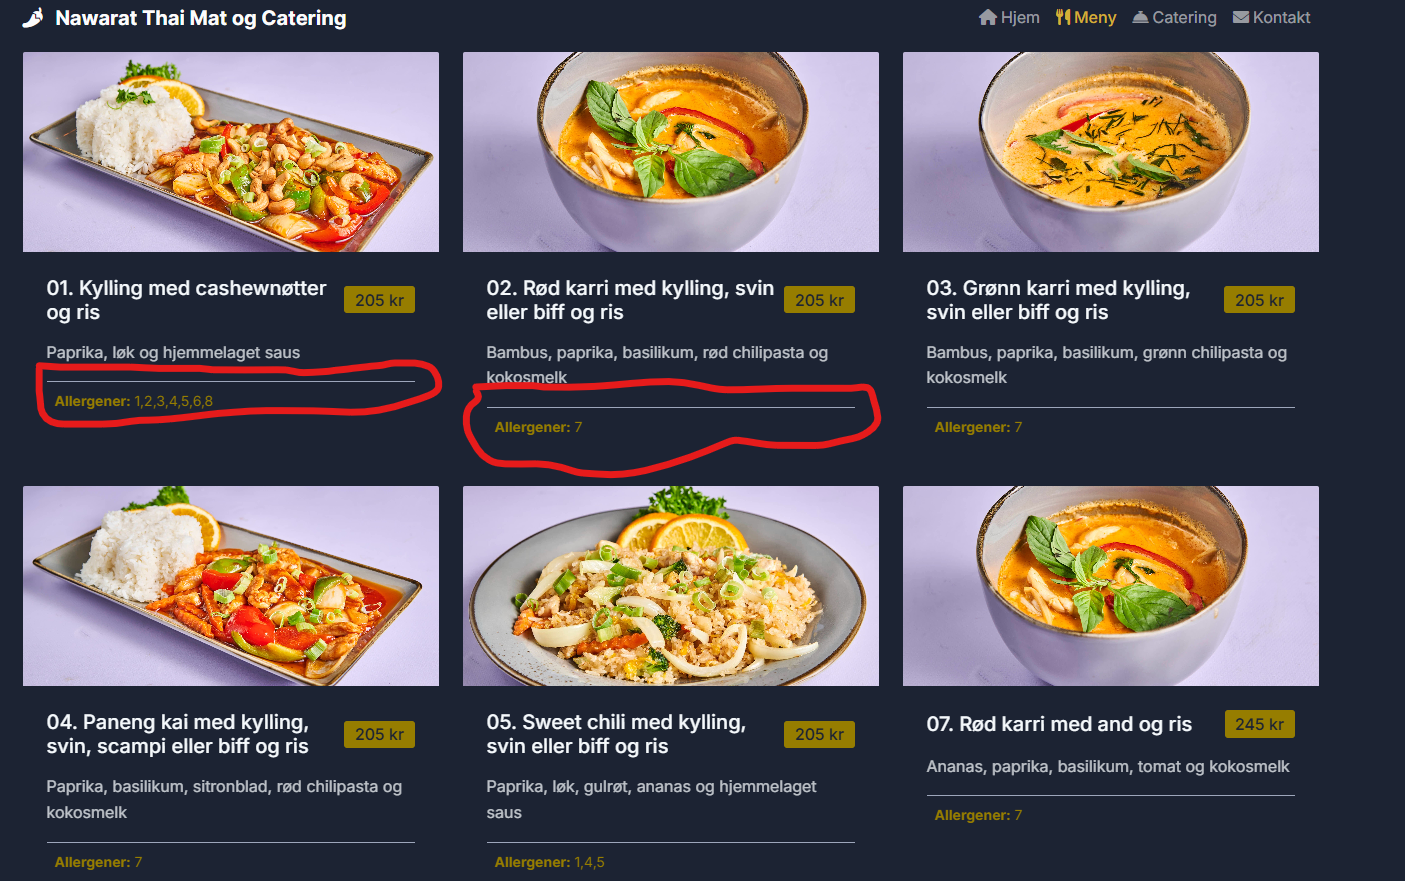 Nawarat Thai Mat og Catering
Hjem Meny Catering Kontakt
01. Kylling med cashewnøtter
og ris
205 kr
Paprika, løk og hjemmelaget saus
Allergener: 1,2,3,4,5,6,8
02. Rød karri med kylling, svin
eller biff og ris
205 kr
Bambus, paprika, basilikum, rød chilipasta og
kokosmelk
Allergener: 7
03. Grønn karri med kylling,
svin eller biff og ris
205 kr
Bambus, paprika, basilikum, grønn chilipasta og
kokosmelk
Allergener: 7
04. Paneng kai med kylling,
svin, scampi eller biff og ris
205 kr
Paprika, basilikum, sitronblad, rød chilipasta og
kokosmelk
Allergener: 7
05. Sweet chili med kylling,
svin eller biff og ris
205 kr
Paprika, løk, gulrøt, ananas og hjemmelaget
saus
Allergener: 1,4,5
07. Rød karri med and og ris
245 kr
Ananas, paprika, basilikum, tomat og kokosmelk
Allergener: 7